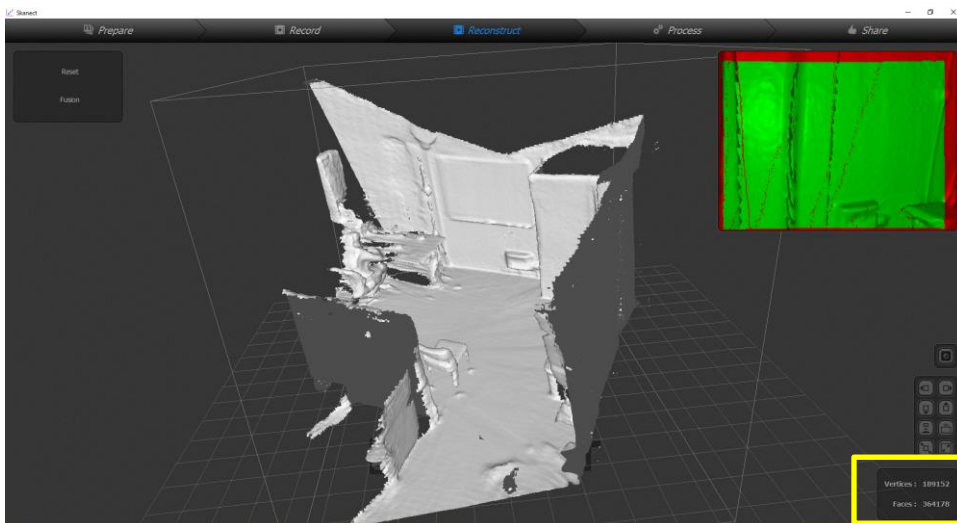 Skanect
Prepare
Record
Reconstruct
Process
Share
Reset
Fusion
Vertices : 189152
Faces : 364178